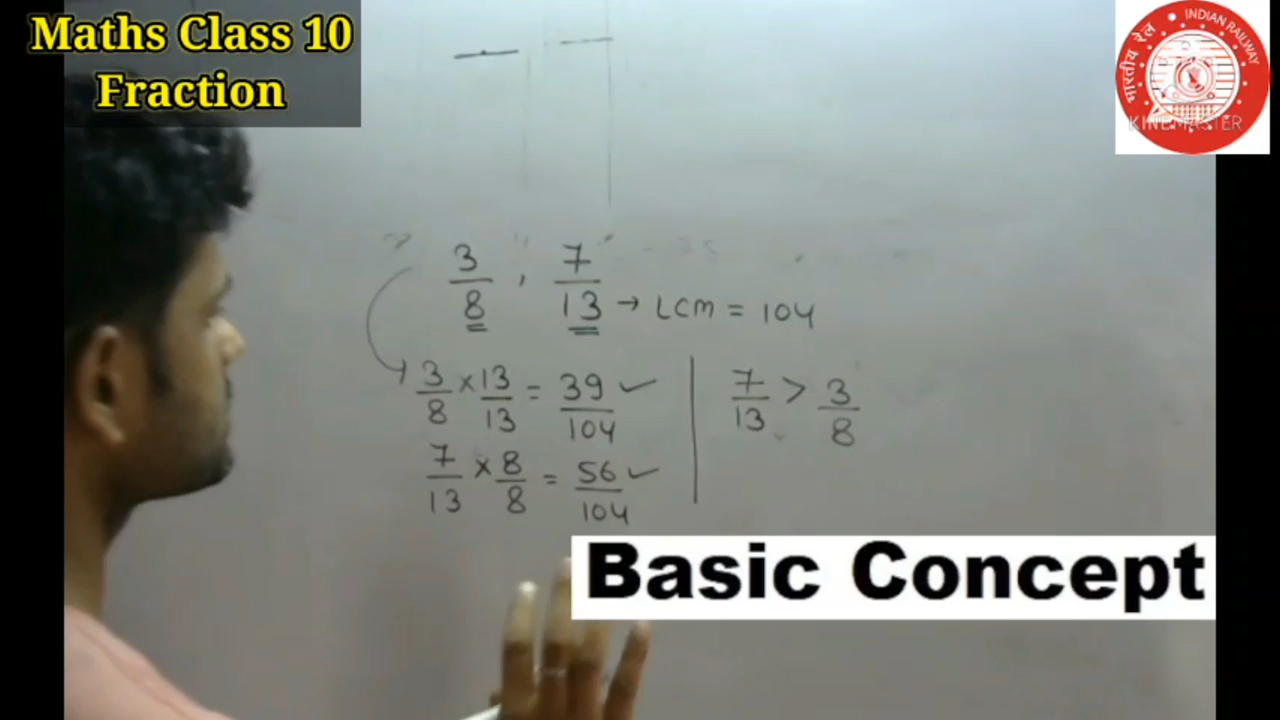 Maths Class 10
Fraction
भारतीय रेल
INDIAN RAILWAY
KINEMASTER
3/8 , 7/13 → LCM = 104
3/8 × 13/13 = 39/104 ✓
7/13 × 8/8 = 56/104 ✓
7/13 > 3/8
Basic Concept